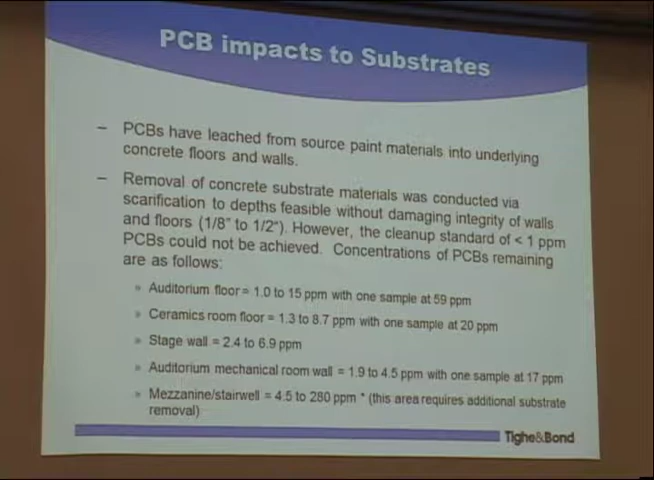 PCB impacts to Substrates
– PCBs have leached from source paint materials into underlying
concrete floors and walls.
– Removal of concrete substrate materials was conducted via
scarification to depths feasible without damaging integrity of walls
and floors (1/8" to 1/2"). However, the cleanup standard of < 1 ppm
PCBs could not be achieved. Concentrations of PCBs remaining
are as follows:
» Auditorium floor = 1.0 to 15 ppm with one sample at 59 ppm
» Ceramics room floor = 1.3 to 8.7 ppm with one sample at 20 ppm
» Stage wall = 2.4 to 6.9 ppm
» Auditorium mechanical room wall = 1.9 to 4.5 ppm with one sample at 17 ppm
» Mezzanine/stairwell = 4.5 to 280 ppm * (this area requires additional substrate
removal)
Tighe&Bond